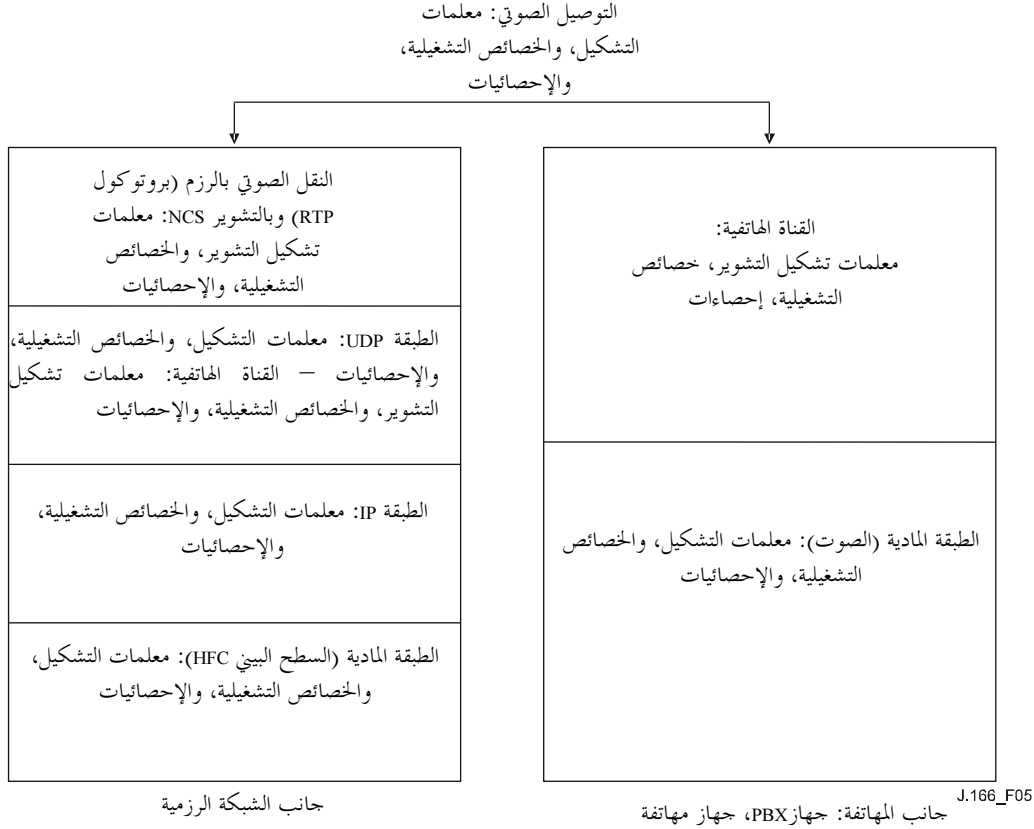 التوصيل الصوتي: معلمات
التشكيل، والخصائص التشغيلية،
والإحصائيات
النقل الصوتي بالرزم (بروتوكول
RTP) وبالتشوير NCS: معلمات
تشكيل التشوير، والخصائص
التشغيلية، والإحصائيات
الطبقة UDP: معلمات التشكيل، والخصائص التشغيلية،
والإحصائيات – القناة الهاتفية: معلمات تشكيل
التشوير، والخصائص التشغيلية، والإحصائيات
الطبقة IP: معلمات التشكيل، والخصائص التشغيلية،
والإحصائيات
الطبقة المادية (السطح البيني HFC): معلمات التشكيل،
والخصائص التشغيلية، والإحصائيات
جانب الشبكة الرزمية
القناة الهاتفية:
معلمات تشكيل التشوير، خصائص
التشغيلية، إحصاءات
الطبقة المادية (الصوت): معلمات التشكيل، والخصائص
التشغيلية، والإحصائيات
جانب المهاتفة: جهاز PBX، جهاز مهاتفة
J.166_F05